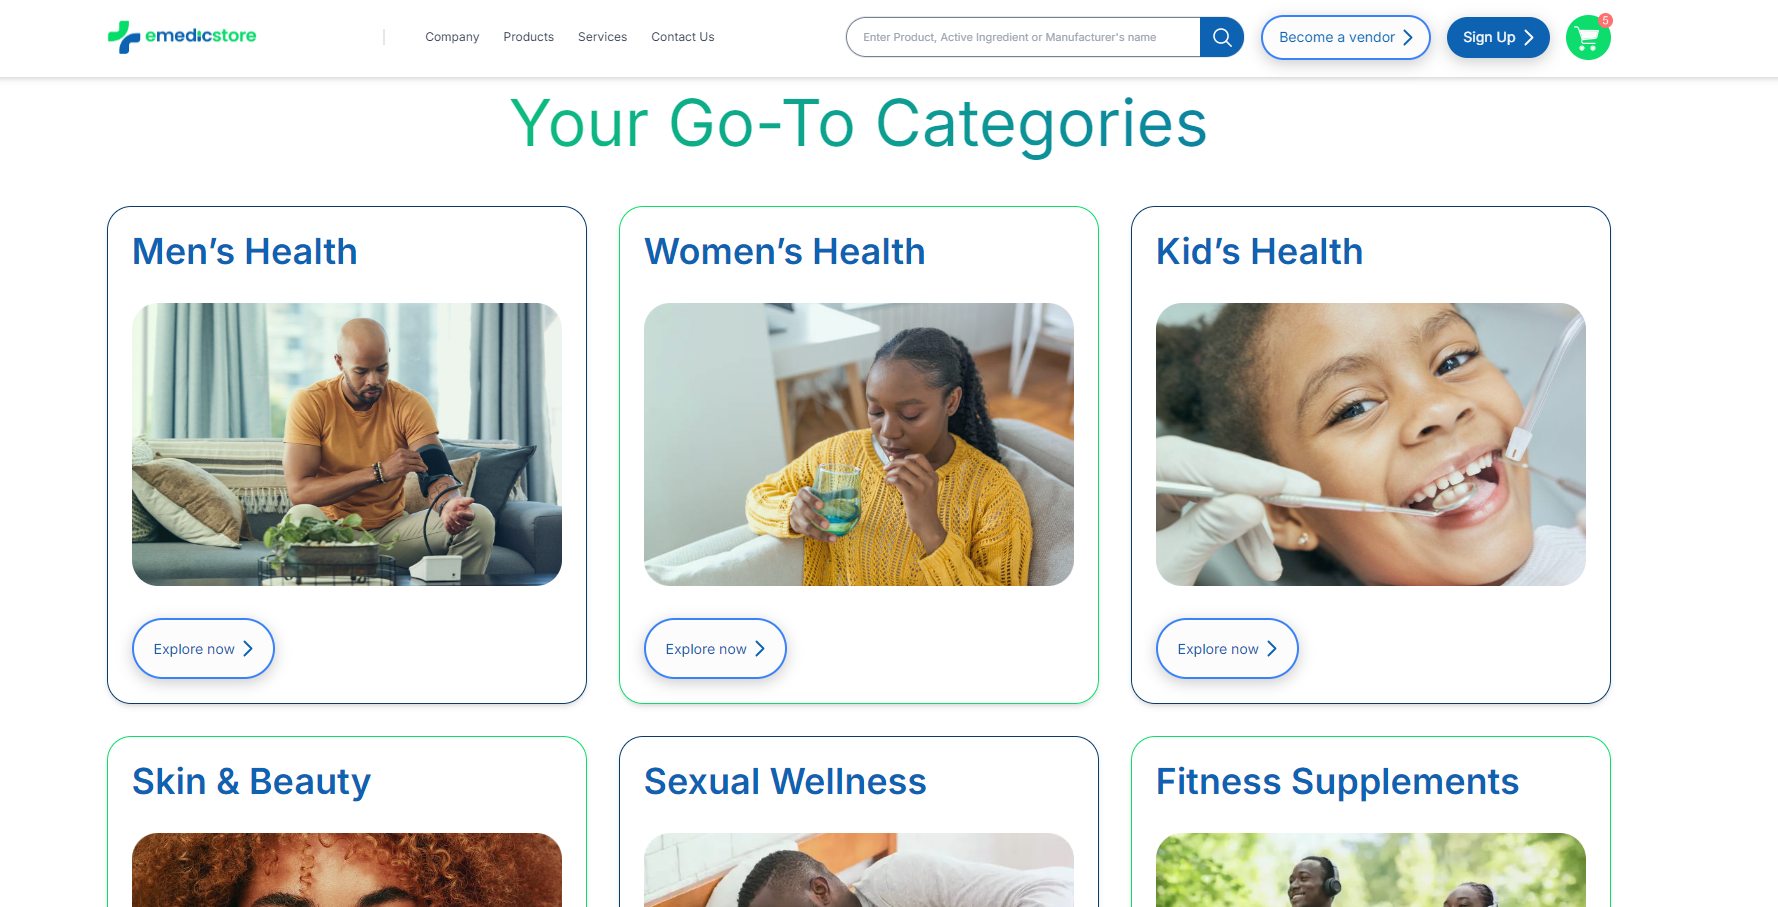 emedicstore
Company Products Services Contact Us
Enter Product, Active Ingredient or Manufacturer's name
Become a vendor
Sign Up
5
Your Go-To Categories
Men’s Health
Women’s Health
Kid’s Health
Explore now
Explore now
Explore now
Skin & Beauty
Sexual Wellness
Fitness Supplements